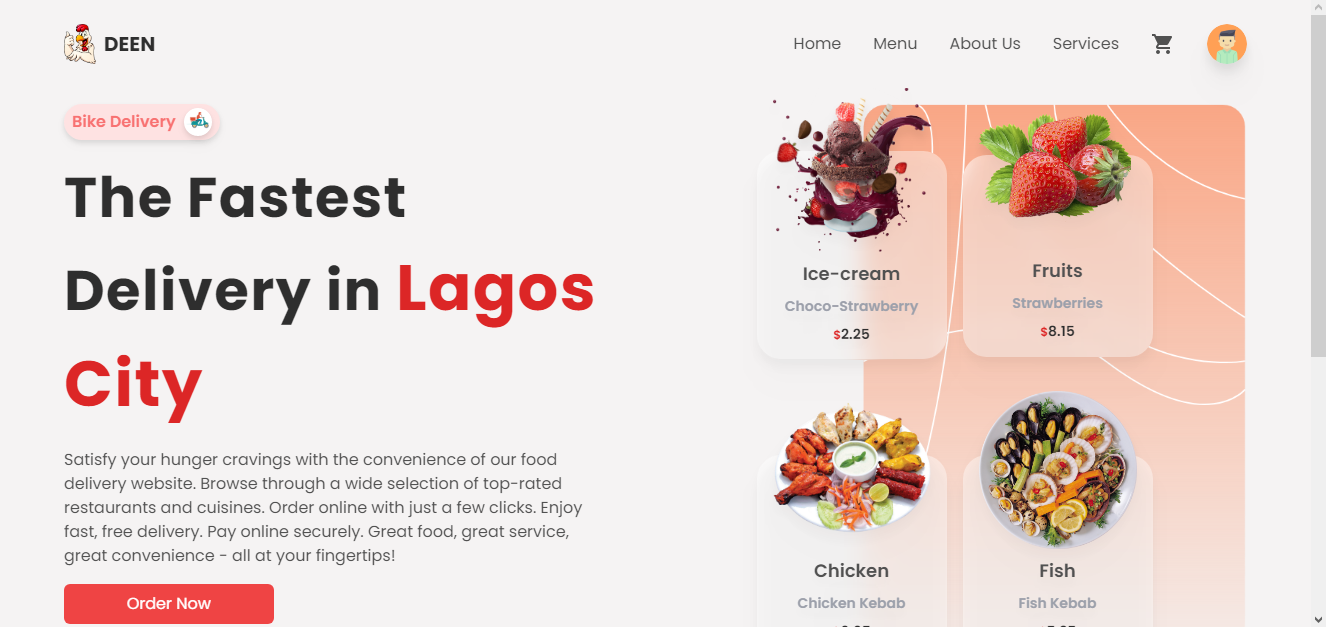 DEEN
Home
Menu
About Us
Services
Bike Delivery
The Fastest
Delivery in Lagos
City
Satisfy your hunger cravings with the convenience of our food
delivery website. Browse through a wide selection of top-rated
restaurants and cuisines. Order online with just a few clicks. Enjoy
fast, free delivery. Pay online securely. Great food, great service,
great convenience - all at your fingertips!
Order Now
Ice-cream
Choco-Strawberry
$2.25
Fruits
Strawberries
$8.15
Chicken
Chicken Kebab
Fish
Fish Kebab